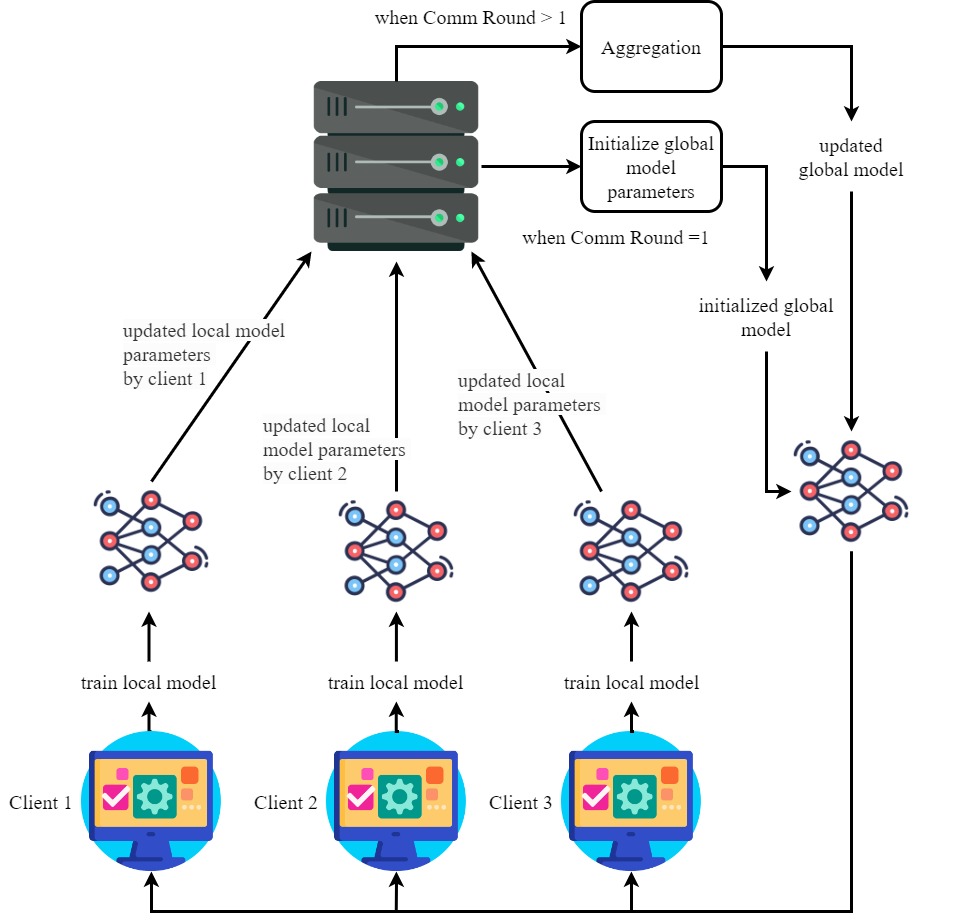 when Comm Round > 1
Aggregation
Initialize global
model
parameters
updated
global model
when Comm Round =1
initialized global
model
updated local model
parameters
by client 1
updated local
model parameters
by client 2
updated local
model parameters
by client 3
train local model
train local model
train local model
Client 1
Client 2
Client 3